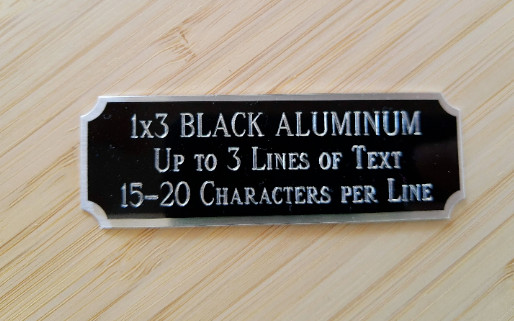 1x3 BLACK ALUMINUM
Up to 3 Lines of Text
15-20 Characters per Line